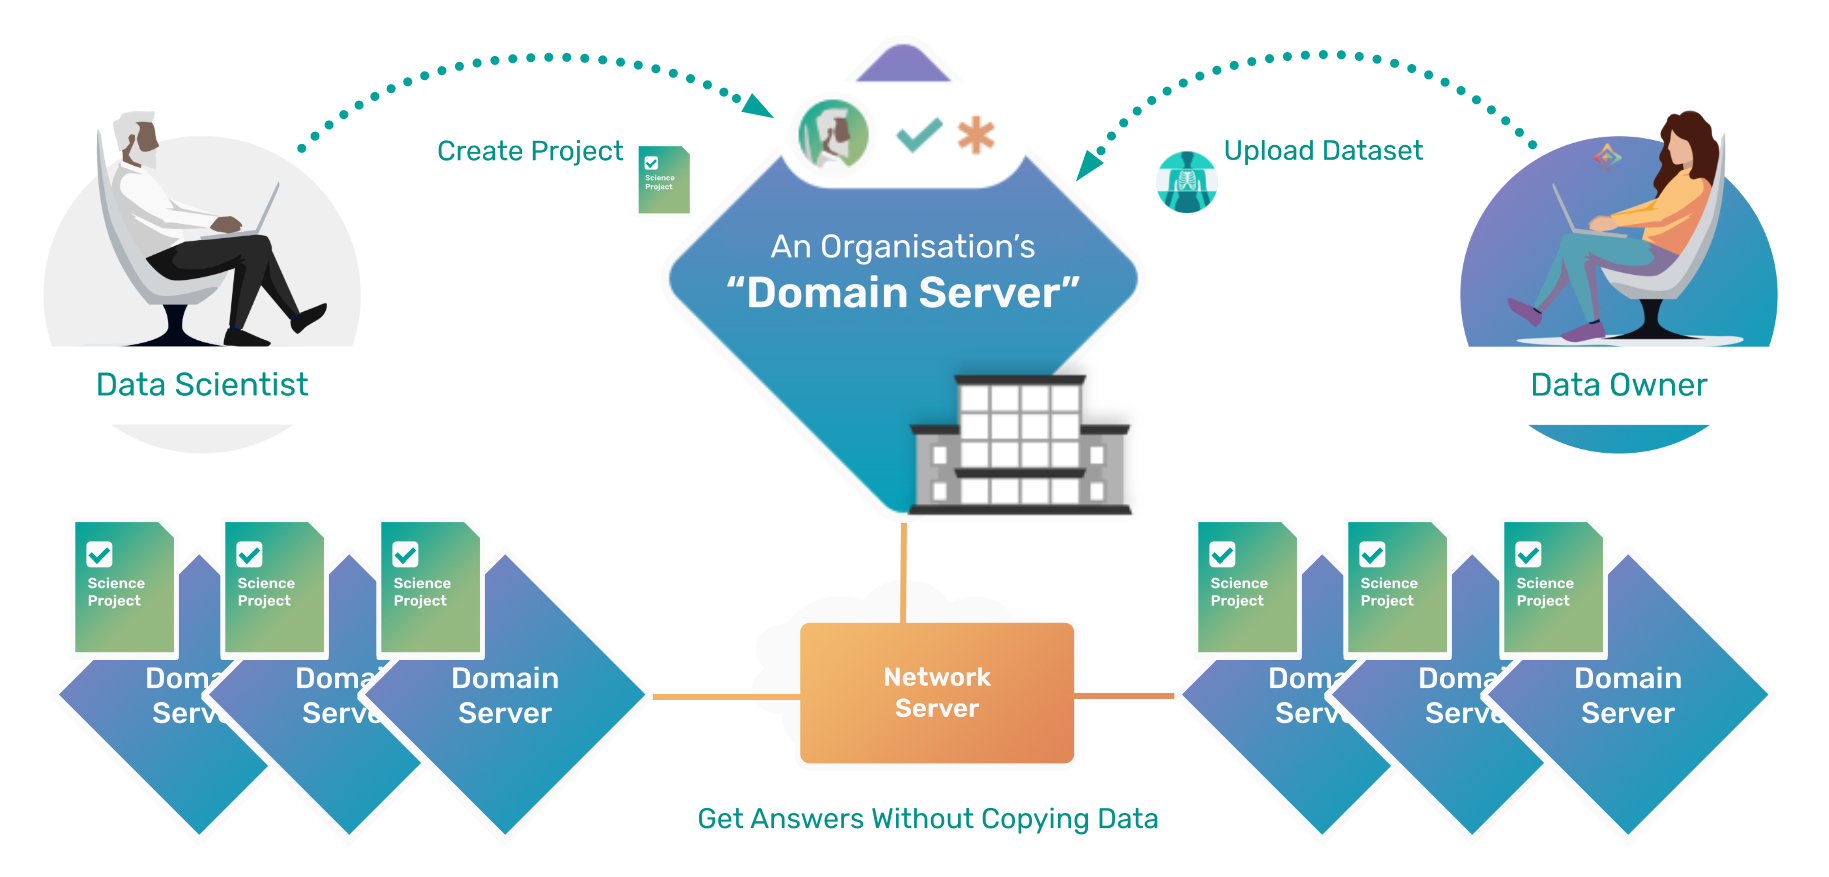 Create Project
Science
Project
Upload Dataset
An Organisation's
“Domain Server”
Data Scientist
Data Owner
Science
Project
Science
Project
Science
Project
Science
Project
Science
Project
Science
Project
Doma
Serv
Doma
Serve
Domain
Server
Network
Server
Doma
Serv
Doma
Serve
Domain
Server
Get Answers Without Copying Data